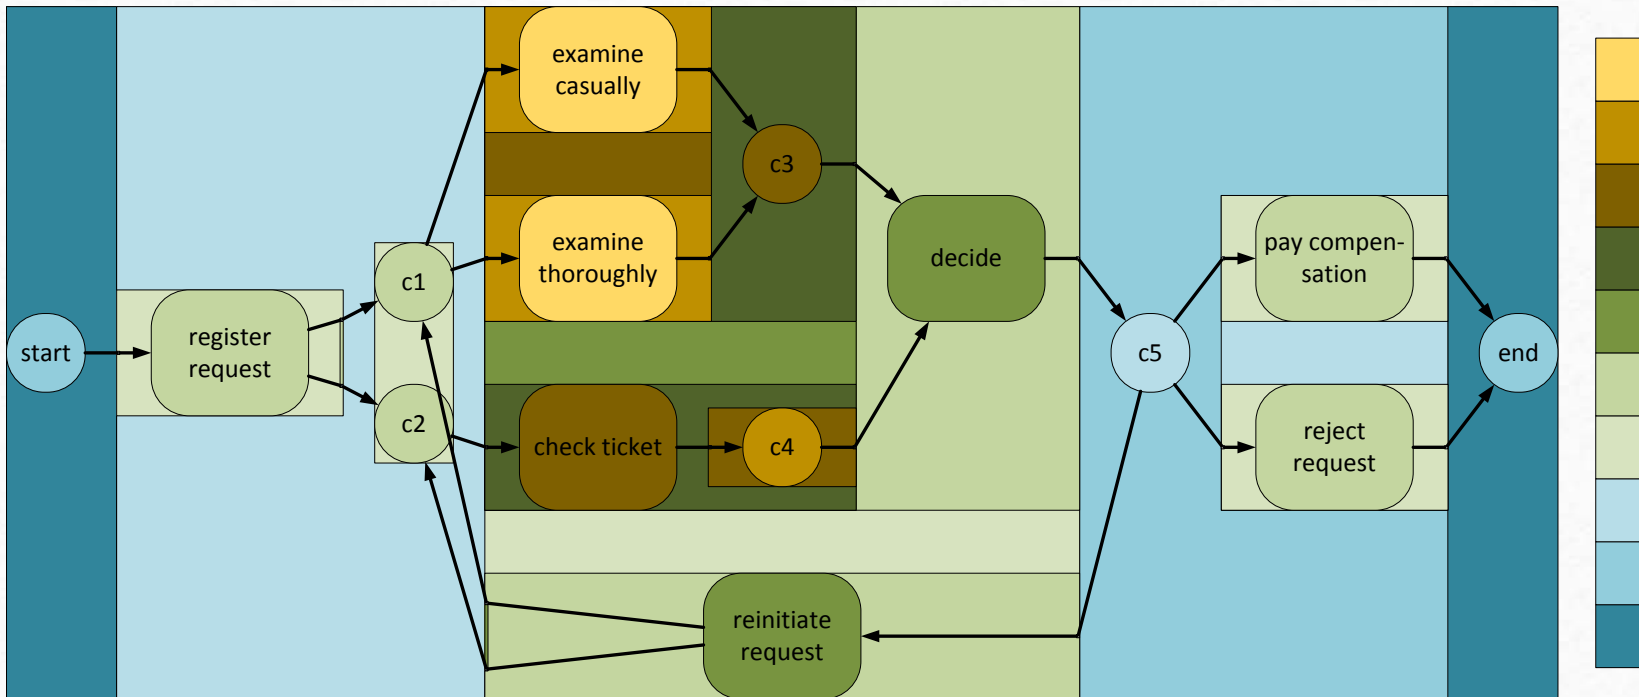 start
register
request
c1
c2
examine
casually
examine
thoroughly
check ticket
c3
c4
decide
reinitiate
request
c5
pay compen-
sation
reject
request
end